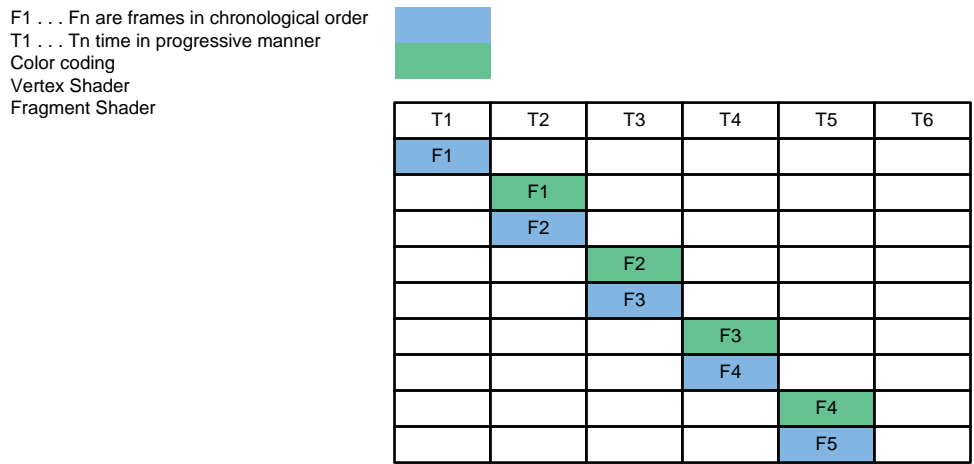 F1 . . . Fn are frames in chronological order
T1 . . . Tn time in progressive manner
Color coding
Vertex Shader
Fragment Shader
T1 T2 T3 T4 T5 T6
F1
F1
F2
F2
F3
F3
F4
F4
F5